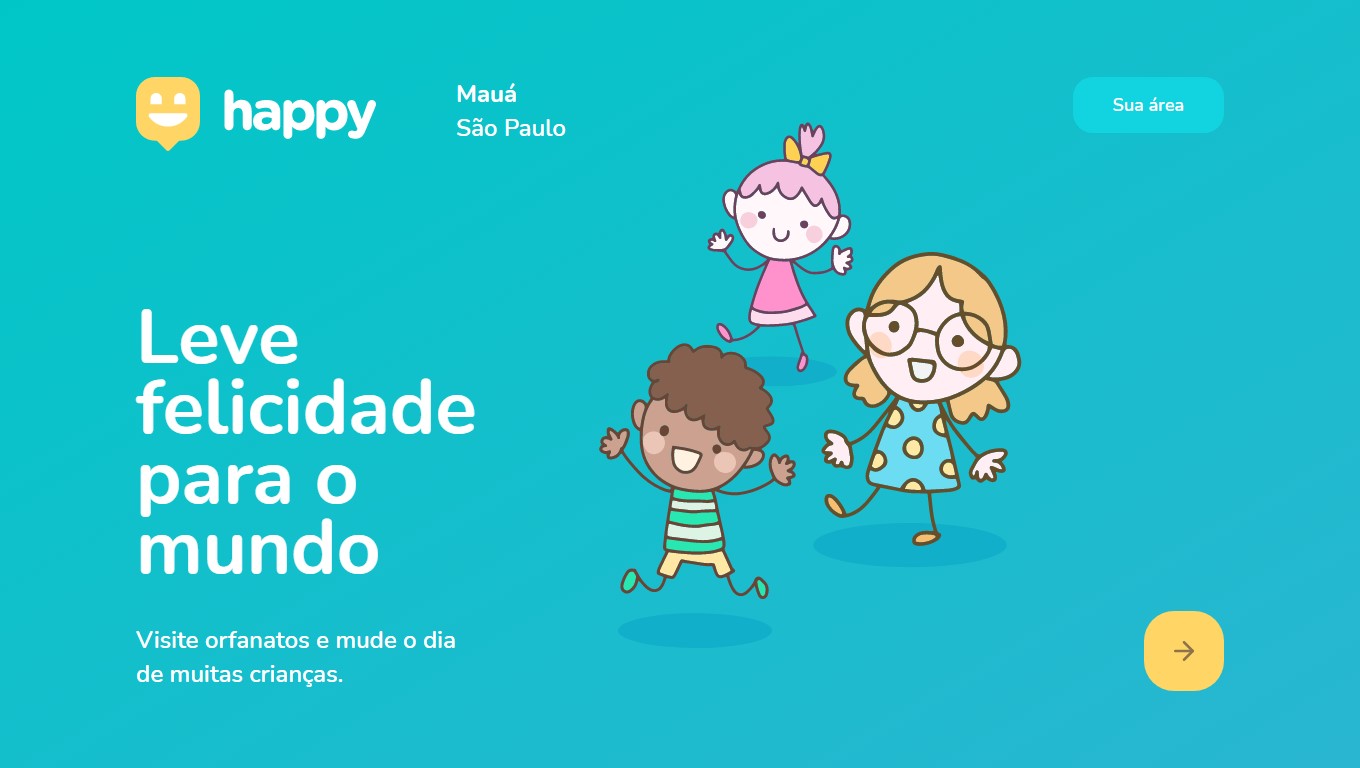 happy
Mauá
São Paulo
Sua área
Leve
felicidade
para o
mundo
Visite orfanatos e mude o dia
de muitas crianças.